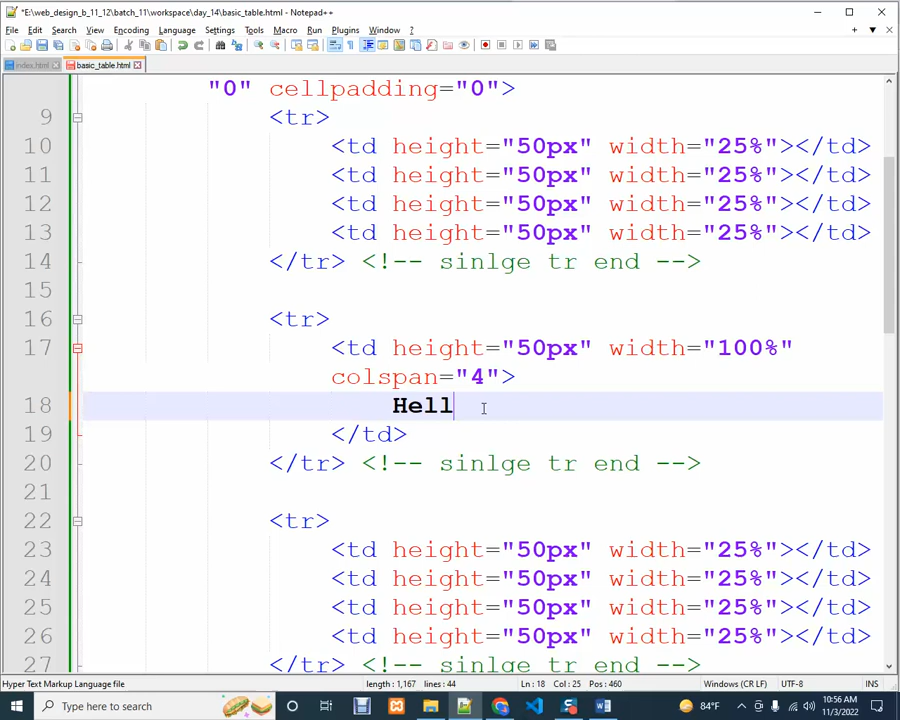 *E:\web_design_b_11_12\batch_11\workspace\day_14\basic_table.html - Notepad++
File Edit Search View Encoding Language Settings Tools Macro Run Plugins Window ?
index.html basic_table.html
"0" cellpadding="0">
9 <tr>
10 <td height="50px" width="25%"></td>
11 <td height="50px" width="25%"></td>
12 <td height="50px" width="25%"></td>
13 <td height="50px" width="25%"></td>
14 </tr> <!-- sinlge tr end -->
15
16 <tr>
17 <td height="50px" width="100%"
colspan="4">
18 Hell
19 </td>
20 </tr> <!-- sinlge tr end -->
21
22 <tr>
23 <td height="50px" width="25%"></td>
24 <td height="50px" width="25%"></td>
25 <td height="50px" width="25%"></td>
26 <td height="50px" width="25%"></td>
27 </tr> <!-- sinlge tr end -->
Hyper Text Markup Language file length : 1,167 lines : 44 Ln : 18 Col : 25 Pos : 460 Windows (CR LF) UTF-8 INS
Type here to search 84°F 10:56 AM
11/3/2022